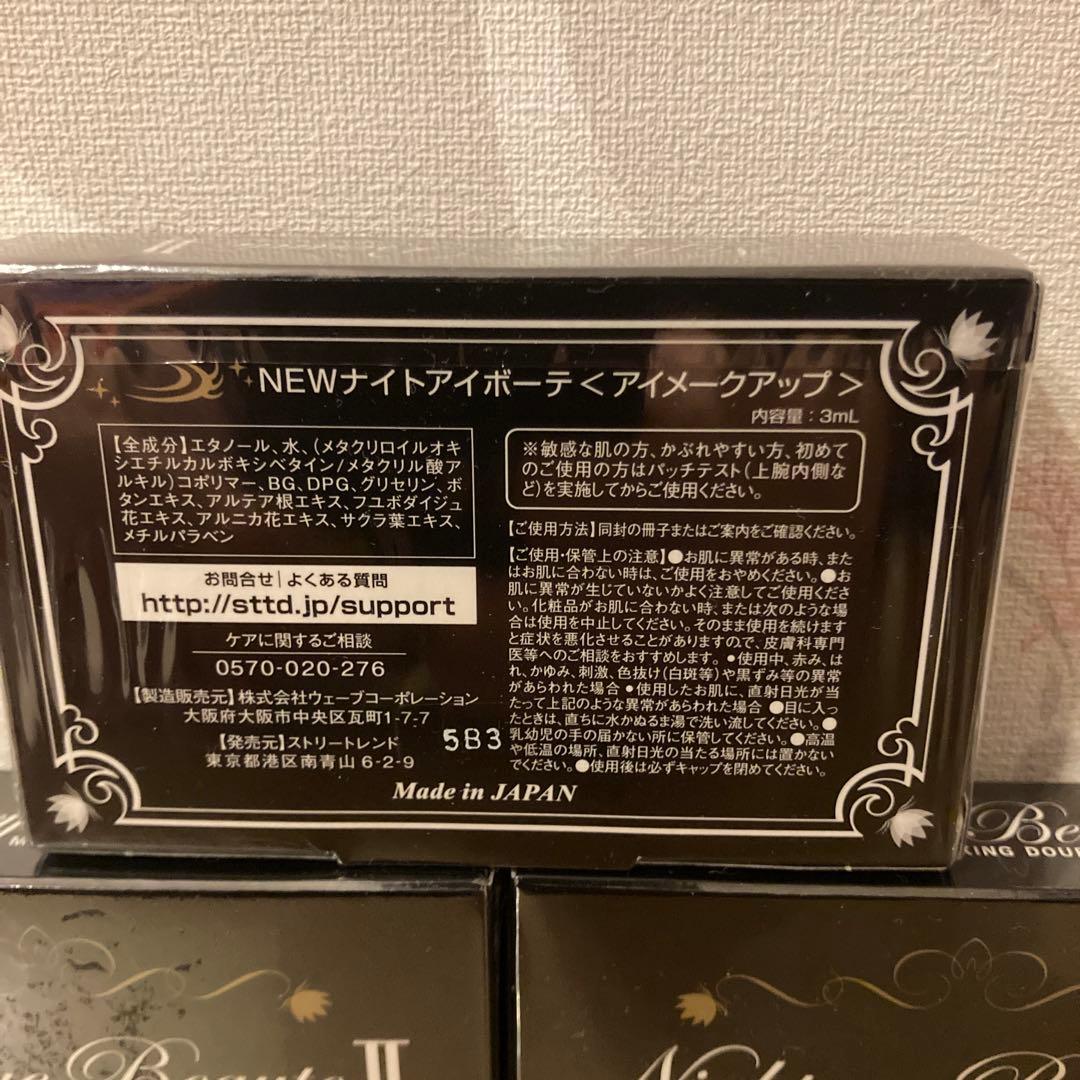 NEWナイトアイボーテ＜アイメークアップ＞
内容量：3mL
【全成分】エタノール、水、（メタクリロイルオキ
シエチルカルボキシベタイン/メタクリル酸ア
ルキル）コポリマー、BG、DPG、グリセリン、ボ
タンエキス、アルテア根エキス、フユボダイジュ
花エキス、アルニカ花エキス、サクラ葉エキス、
メチルパラベン
お問合せ|よくある質問
http://sttd.jp/support
ケアに関するご相談
0570-020-276
【製造販売元】株式会社ウェーブコーポレーション
大阪府大阪市中央区瓦町1-7-7
【発売元】ストリートレンド
東京都港区南青山6-2-9
5B3
※敏感な肌の方、かぶれやすい方、初めて
のご使用の方はパッチテスト（上腕内側な
ど）を実施してからご使用ください。
【ご使用方法】同封の冊子またはご案内をご確認ください。
【ご使用・保管上の注意】●お肌に異常がある時、また
はお肌に合わない時は、ご使用をおやめください。●お
肌に異常が生じていないかよく注意してご使用くださ
い。化粧品がお肌に合わない時、または次のような場
合は使用を中止してください。そのまま使用を続けます
と症状を悪化させることがありますので、皮膚科専門
医等へのご相談をおすすめします。●使用中、赤み、は
れ、かゆみ、刺激、色抜け（白斑等）や黒ずみ等の異常
があらわれた場合●使用したお肌に、直射日光が当
たって上記のような異常があらわれた場合●目に入っ
たときは、直ちに水かぬるま湯で洗い流してください。●
乳幼児の手の届かない所に保管してください。●高温
や低温の場所、直射日光の当たる場所には置かない
でください。●使用後は必ずキャップを閉めてください。
Made in JAPAN
Be
KING DOUB
Beaute II
Night